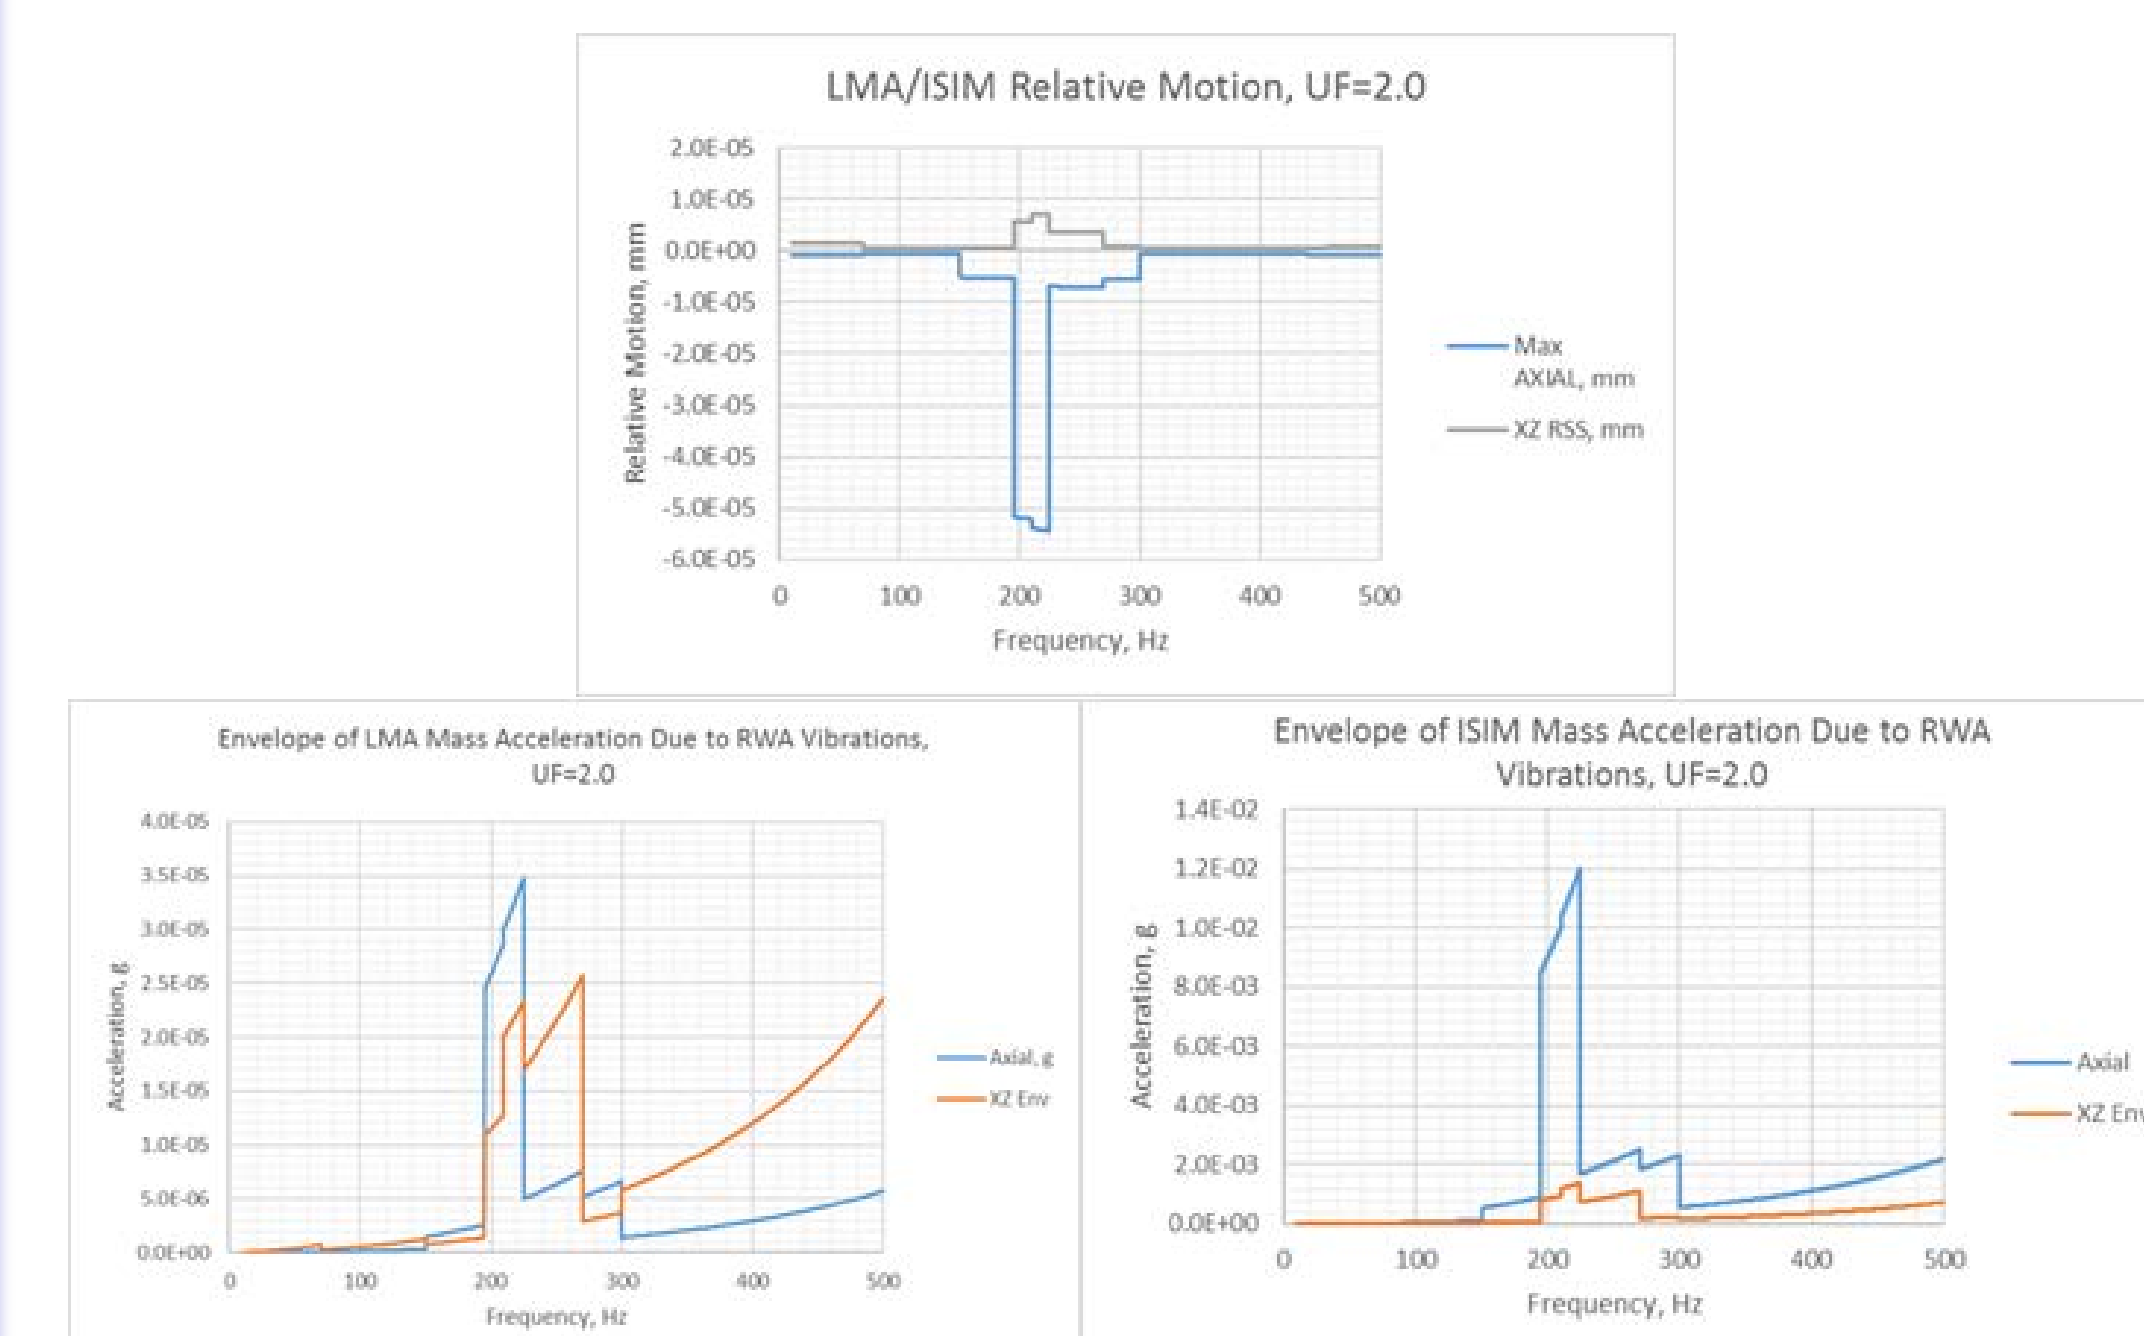 LMA/ISIM Relative Motion, UF=2.0
Relative Motion, mm
2.0E-05
1.0E-05
0.0E+00
-1.0E-05
-2.0E-05
-3.0E-05
-4.0E-05
-5.0E-05
-6.0E-05
0 100 200 300 400 500
Frequency, Hz
Max
AXIAL, mm
XZ RSS, mm
Envelope of LMA Mass Acceleration Due to RWA Vibrations,
UF=2.0
Acceleration, g
4.0E-05
3.5E-05
3.0E-05
2.5E-05
2.0E-05
1.5E-05
1.0E-05
5.0E-06
0.0E+00
0 100 200 300 400 500
Frequency, Hz
Axial, g
XZ Env
Envelope of ISIM Mass Acceleration Due to RWA
Vibrations, UF=2.0
Acceleration, g
1.4E-02
1.2E-02
1.0E-02
8.0E-03
6.0E-03
4.0E-03
2.0E-03
0.0E+00
0 100 200 300 400 500
Frequency, Hz
Axial
XZ Env